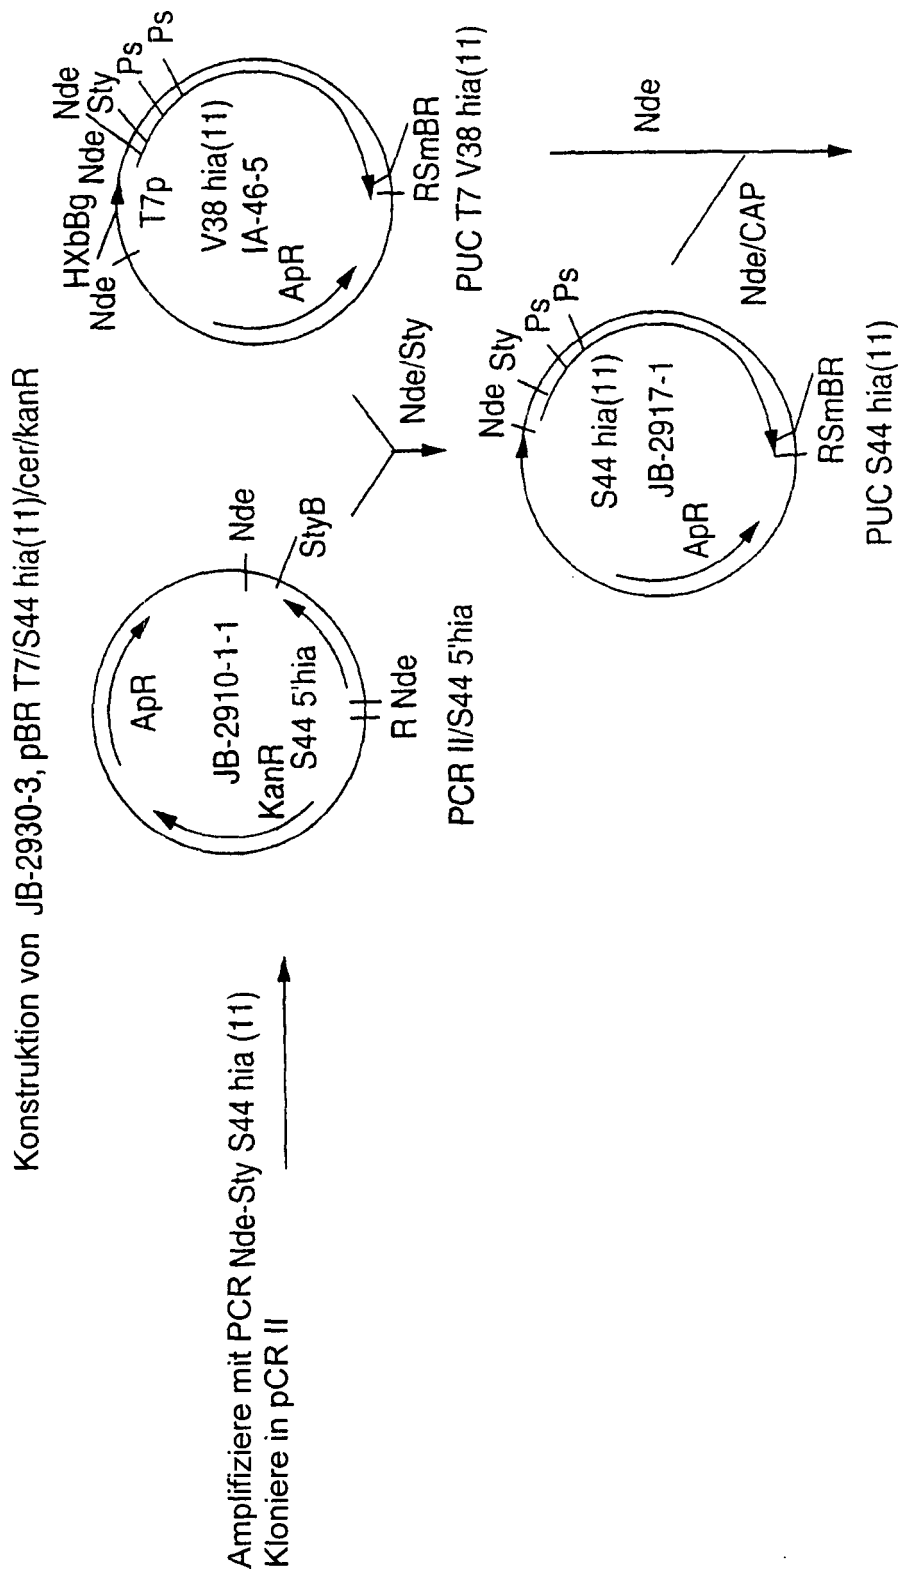 Konstruktion von JB-2930-3, pBR T7/S44 hia(11)/cer/kanR
Amplifiziere mit PCR Nde-Sty S44 hia (11)
Kloniere in pCR II
ApR
JB-2910-1-1
KanR
S44 5'hia
Nde
StyB
R Nde
PCR II/S44 5'hia
Nde
HXbBg
Nde
Nde
Sty
Ps
Ps
T7p
V38 hia(11)
IA-46-5
ApR
RSmBR
PUC T7 V38 hia(11)
Nde/Sty
Nde Sty
Ps
Ps
S44 hia(11)
JB-2917-1
ApR
RSmBR
PUC S44 hia(11)
Nde/CAP
Nde